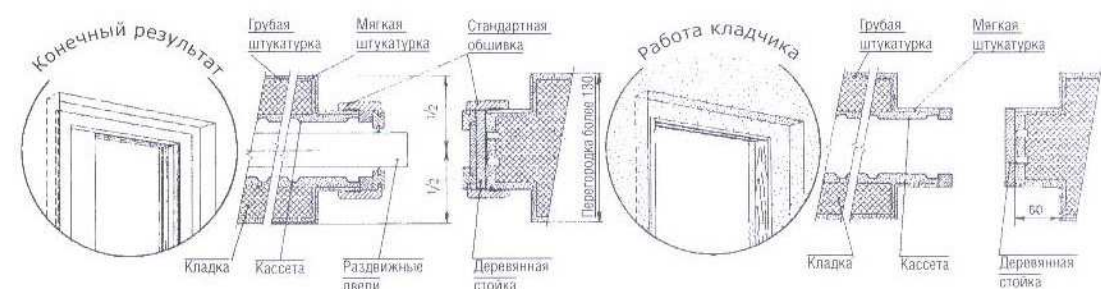 Конечный результат
Грубая
штукатурка
Мягкая
штукатурка
Стандартная
обшивка
1/2
1/2
Перегородка более 130
Кладка
Кассета
Раздвижные
двери
Деревянная
стойка
Работа кладчика
Грубая
штукатурка
Мягкая
штукатурка
60
Кладка
Кассета
Деревянная
стойка